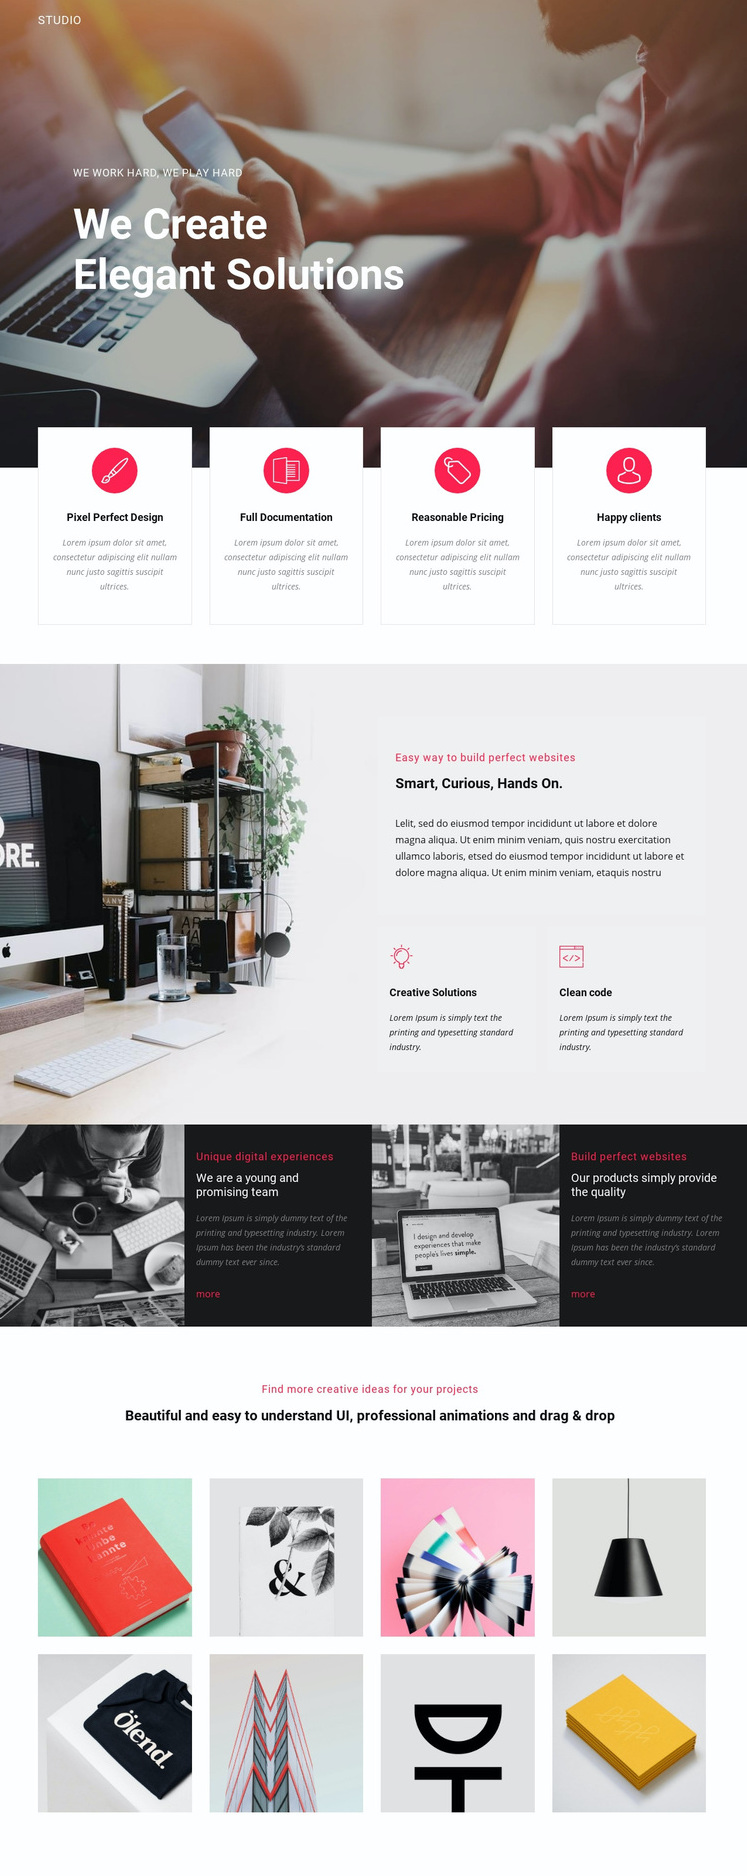 STUDIO
WE WORK HARD, WE PLAY HARD
We Create
Elegant Solutions
Pixel Perfect Design
Lorem ipsum dolor sit amet,
consectetur adipiscing elit nullam
nunc justo sagittis suscipit
ultrices.
Full Documentation
Lorem ipsum dolor sit amet,
consectetur adipiscing elit nullam
nunc justo sagittis suscipit
ultrices.
Reasonable Pricing
Lorem ipsum dolor sit amet,
consectetur adipiscing elit nullam
nunc justo sagittis suscipit
ultrices.
Happy clients
Lorem ipsum dolor sit amet,
consectetur adipiscing elit nullam
nunc justo sagittis suscipit
ultrices.
ORE.
Easy way to build perfect websites
Smart, Curious, Hands On.
Lelit, sed do eiusmod tempor incididunt ut labore et dolore
magna aliqua. Ut enim minim veniam, quis nostru exercitation
ullamco laboris, etsed do eiusmod tempor incididunt ut labore et
dolore magna aliqua. Ut enim minim veniam, etaquis nostru
</>
Creative Solutions
Lorem Ipsum is simply text the
printing and typesetting standard
industry.
Clean code
Lorem Ipsum is simply text the
printing and typesetting standard
industry.
Unique digital experiences
We are a young and
promising team
Lorem Ipsum is simply dummy text of the
printing and typesetting industry. Lorem
Ipsum has been the industry's standard
dummy text ever since.
more
I design and develop
experiences that make
people's lives simple.
Build perfect websites
Our products simply provide
the quality
Lorem Ipsum is simply dummy text of the
printing and typesetting industry. Lorem
Ipsum has been the industry's standard
dummy text ever since.
more
Find more creative ideas for your projects
Beautiful and easy to understand UI, professional animations and drag & drop
&
Ölend.